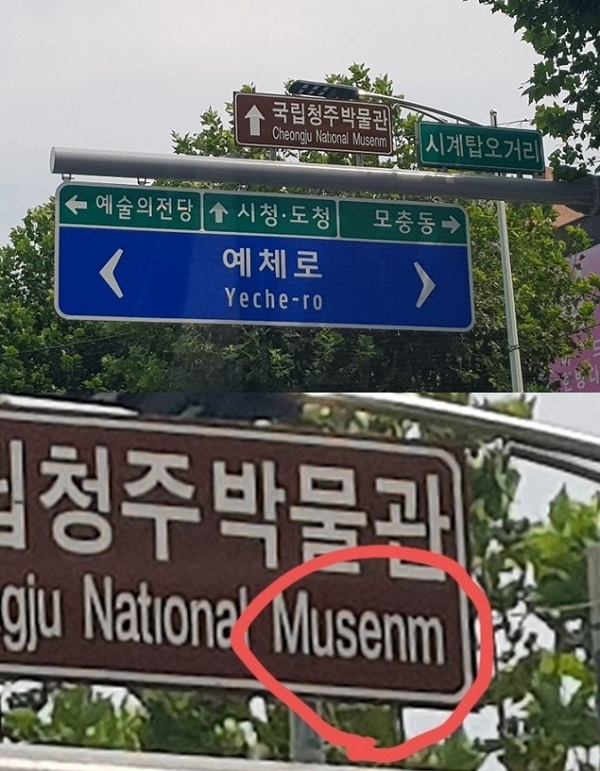 국립청주박물관
Cheongju National Musenm
시계탑오거리
예술의전당
시청·도청
모충동
예체로
Yeche-ro
립청주박물관
gju National Musenm